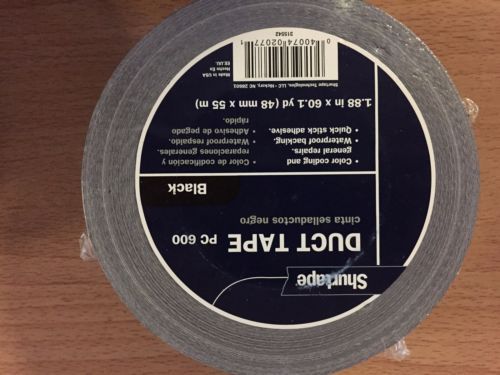 Shurtape®
DUCT TAPE PC 600
cinta sellaductos negro
Black
• Color coding and
general repairs.
• Waterproof backing.
• Quick stick adhesive.
• Color de codificación y
reparaciones generales.
• Waterproof respaldo.
• Adhesivo de pegado
rápido.
1.88 in x 60.1 yd (48 mm x 55 m)
Shurtape Technologies, LLC • Hickory, NC 28601
Made in USA
Hecho En
EE.UU.
0 40074 02077 1
315542